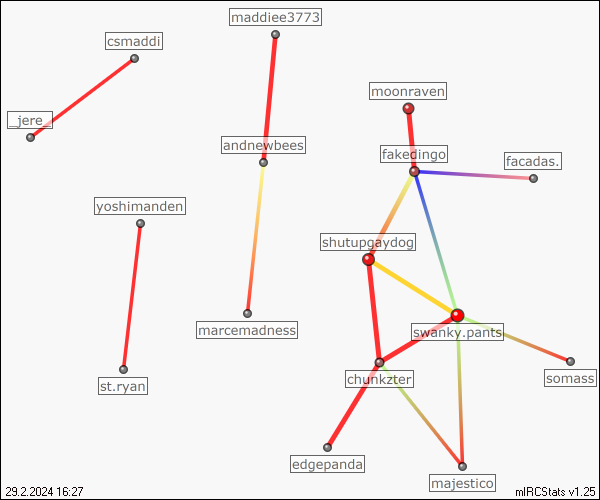 maddiee3773
csmaddi
moonraven
_jere_
andnewbees
fakedingo
facadas.
yoshimanden
shutupgaydog
marcemadness
swanky.pants
st.ryan
chunkzter
somass
edgepanda
majestico
29.2.2024 16:27
mIRCStats v1.25